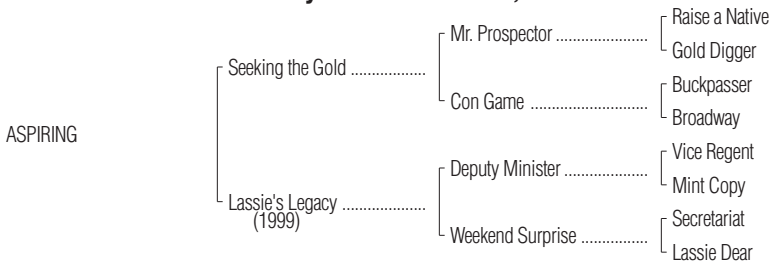 Raise a Native
Mr. Prospector ....................
Gold Digger
Seeking the Gold ..................
Buckpasser
Con Game .........................
Broadway
ASPIRING
Vice Regent
Deputy Minister ..................
Mint Copy
Lassie's Legacy ..................
(1999)
Secretariat
Weekend Surprise ...............
Lassie Dear